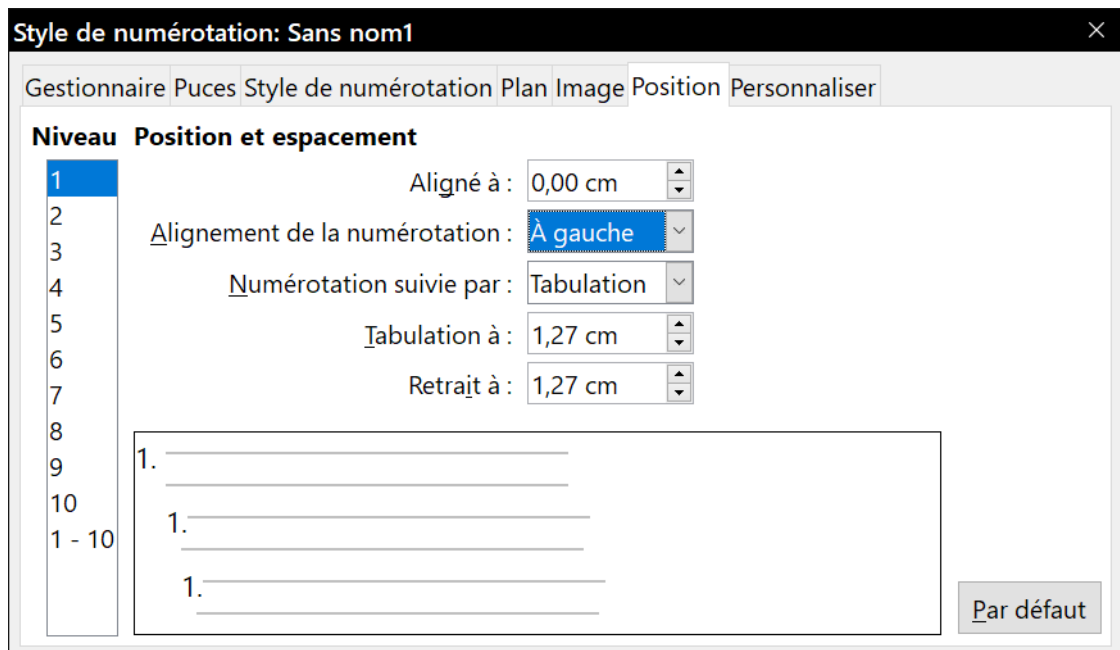 Style de numérotation: Sans nom1
Gestionnaire Puces Style de numérotation Plan Image Position Personnaliser
Niveau Position et espacement
1
2
3
4
5
6
7
8
9
10
1 - 10
Aligné à : 0,00 cm
Alignement de la numérotation : À gauche
Numérotation suivie par : Tabulation
Tabulation à : 1,27 cm
Retrait à : 1,27 cm
1.
1.
1.
Par défaut